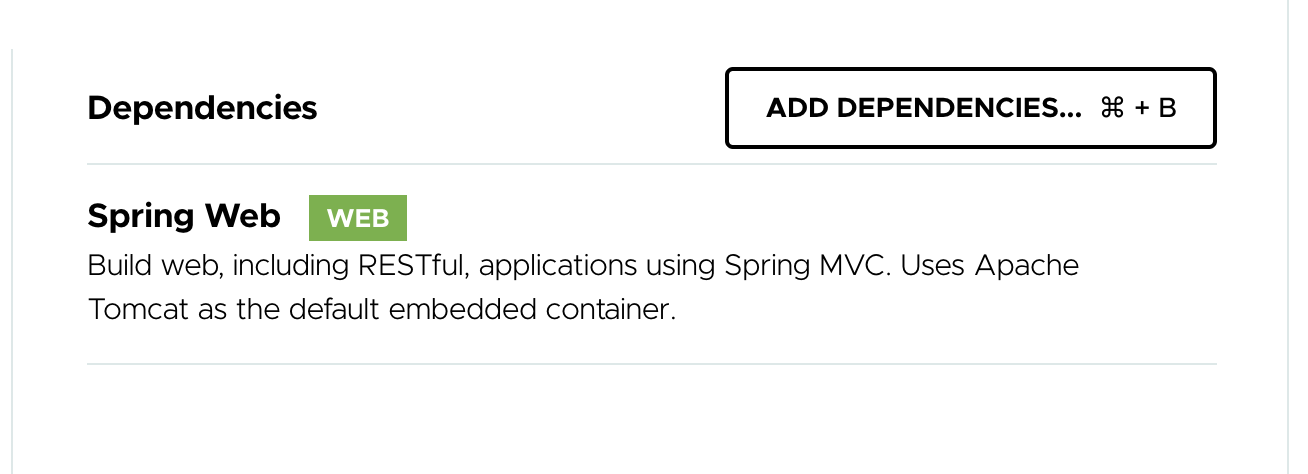 Dependencies
ADD DEPENDENCIES... ⌘ + B
Spring Web WEB
Build web, including RESTful, applications using Spring MVC. Uses Apache
Tomcat as the default embedded container.